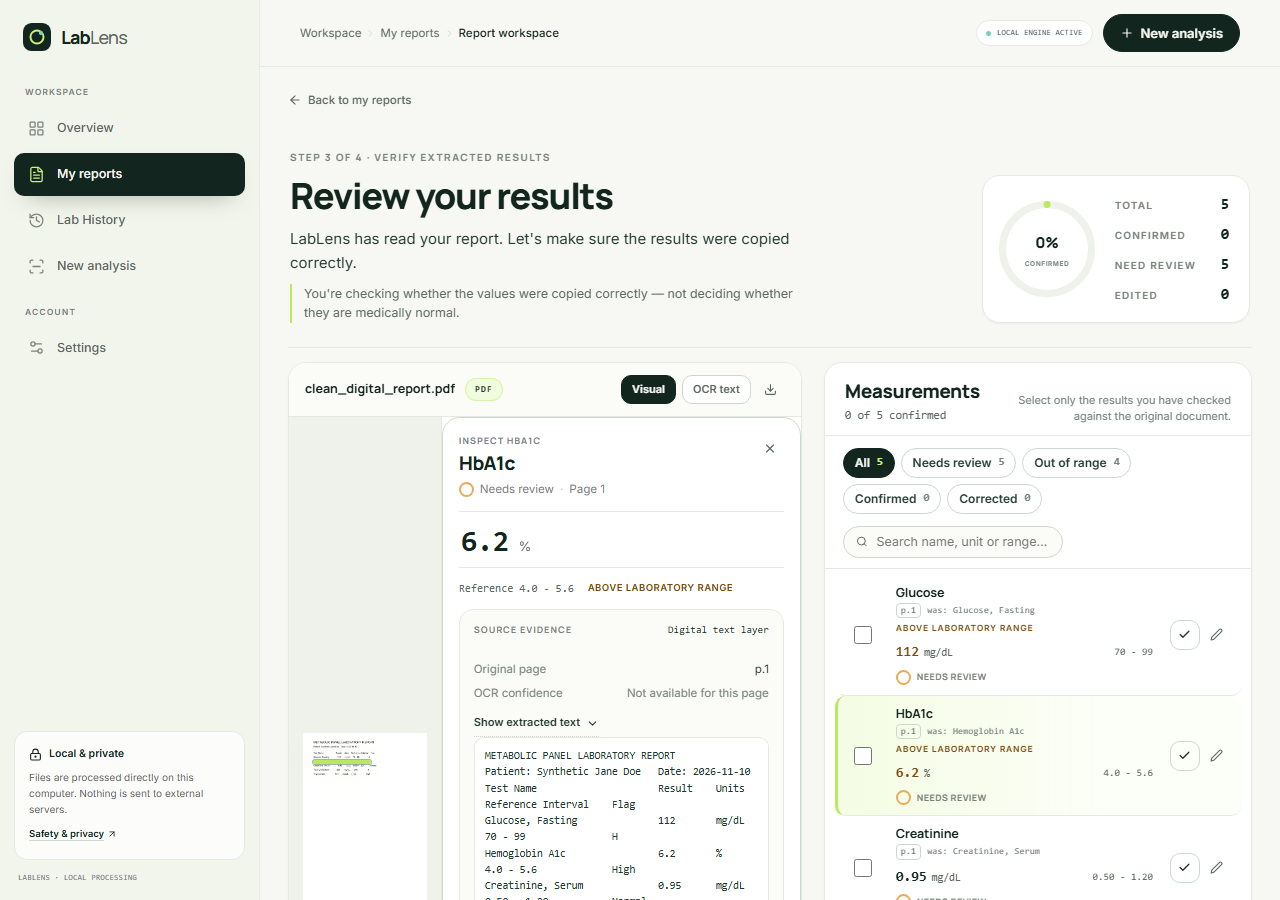 LabLens
WORKSPACE
Overview
My reports
Lab History
New analysis
ACCOUNT
Settings
Local & private
Files are processed directly on this
computer. Nothing is sent to external
servers.
Safety & privacy
LABLENS · LOCAL PROCESSING
Workspace My reports Report workspace
LOCAL ENGINE ACTIVE
New analysis
Back to my reports
STEP 3 OF 4 · VERIFY EXTRACTED RESULTS
Review your results
LabLens has read your report. Let's make sure the results were copied
correctly.
You're checking whether the values were copied correctly — not deciding whether
they are medically normal.
0%
CONFIRMED
TOTAL 5
CONFIRMED 0
NEED REVIEW 5
EDITED 0
clean_digital_report.pdf PDF
Visual OCR text
INSPECT HBA1C
HbA1c
Needs review · Page 1
6.2 %
Reference 4.0 - 5.6 ABOVE LABORATORY RANGE
SOURCE EVIDENCE Digital text layer
Original page p.1
OCR confidence Not available for this page
Show extracted text
METABOLIC PANEL LABORATORY REPORT
Patient: Synthetic Jane Doe Date: 2026-11-10
Test Name Result Units
Reference Interval Flag
Glucose, Fasting 112 mg/dL
70 - 99 H
Hemoglobin A1c 6.2 %
4.0 - 5.6 High
Creatinine, Serum 0.95 mg/dL
0.50 - 1.20 Normal
Measurements
0 of 5 confirmed
Select only the results you have checked
against the original document.
All 5 Needs review 5 Out of range 4
Confirmed 0 Corrected 0
Search name, unit or range...
Glucose
p.1 was: Glucose, Fasting
ABOVE LABORATORY RANGE
112 mg/dL 70 - 99
NEEDS REVIEW
HbA1c
p.1 was: Hemoglobin A1c
ABOVE LABORATORY RANGE
6.2 % 4.0 - 5.6
NEEDS REVIEW
Creatinine
p.1 was: Creatinine, Serum
0.95 mg/dL 0.50 - 1.20
NEEDS REVIEW